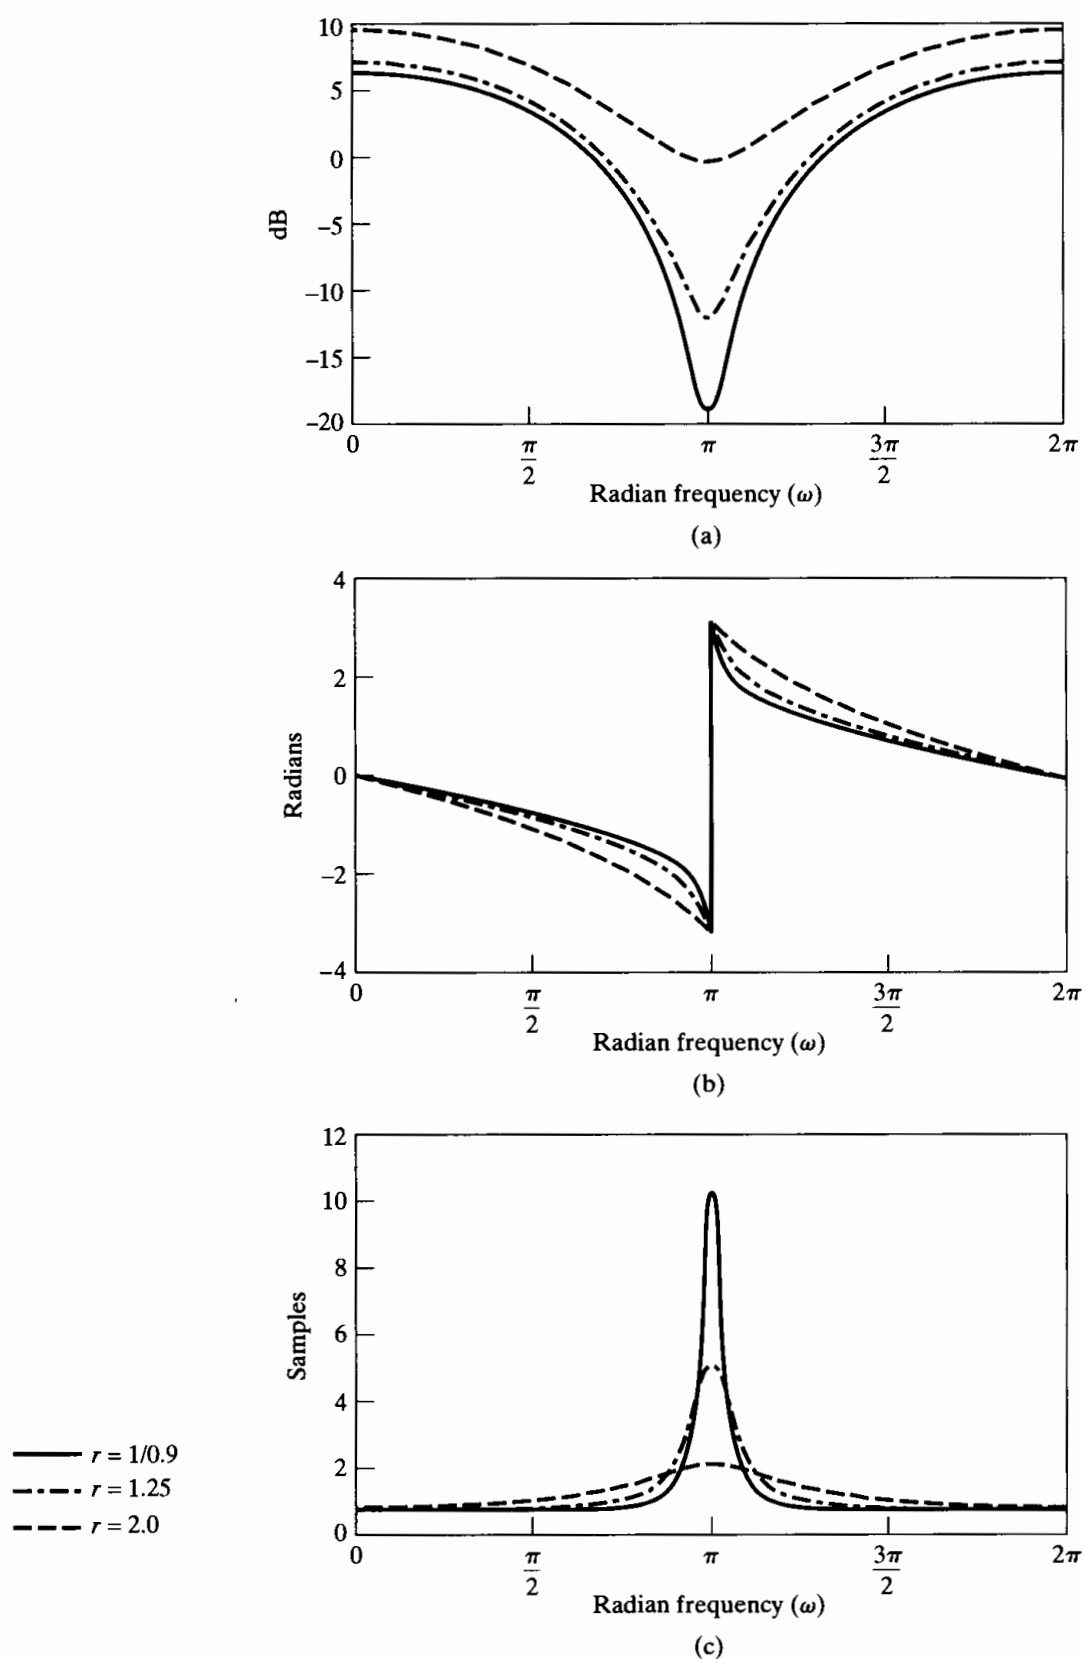 10
5
0
−5
−10
−15
−20
dB
0 π/2 π 3π/2 2π
Radian frequency (ω)
(a)
4
2
0
−2
−4
Radians
0 π/2 π 3π/2 2π
Radian frequency (ω)
(b)
12
10
8
6
4
2
0
Samples
0 π/2 π 3π/2 2π
Radian frequency (ω)
(c)
r = 1/0.9
r = 1.25
r = 2.0